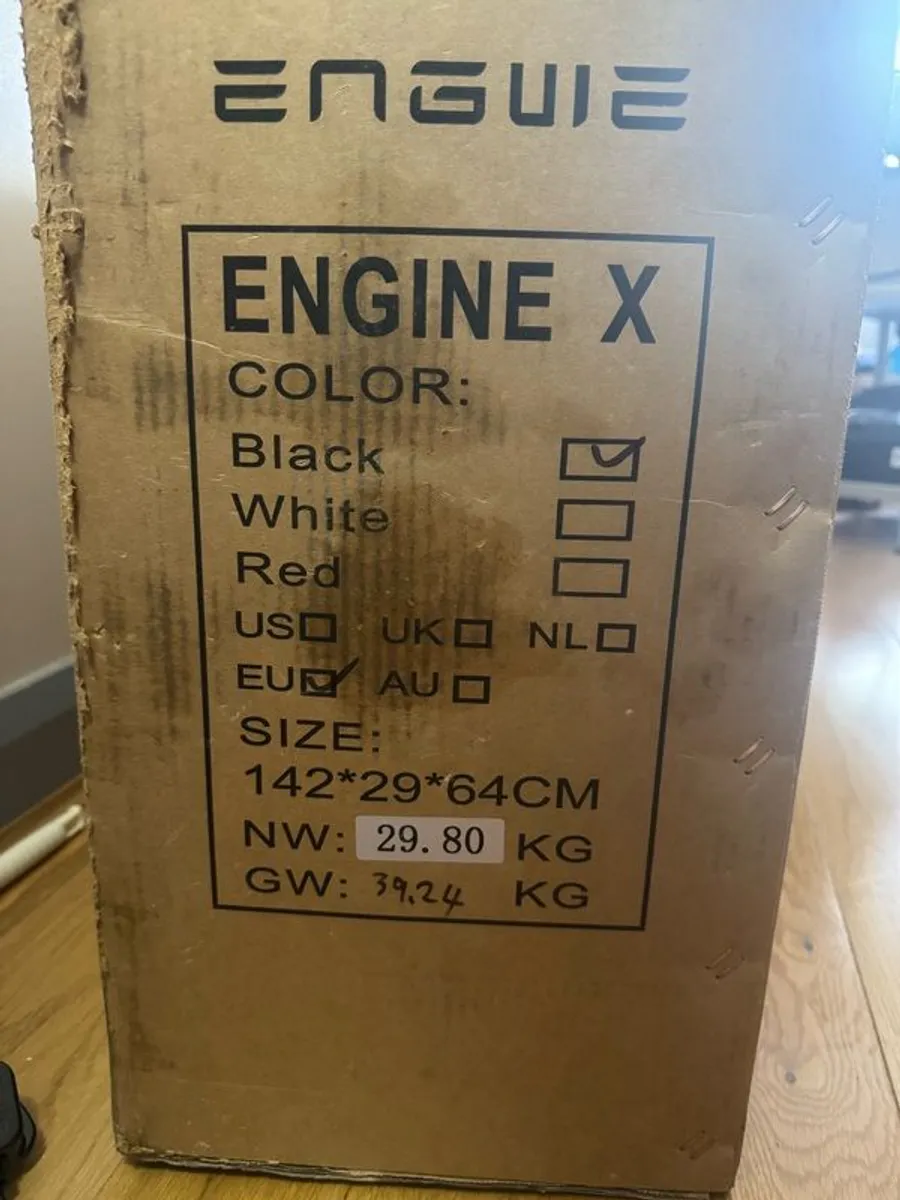 ENGWE
ENGINE X
COLOR:
Black
White
Red
US UK NL
EU AU
SIZE:
142*29*64CM
NW: 29.80 KG
GW: 39.24 KG